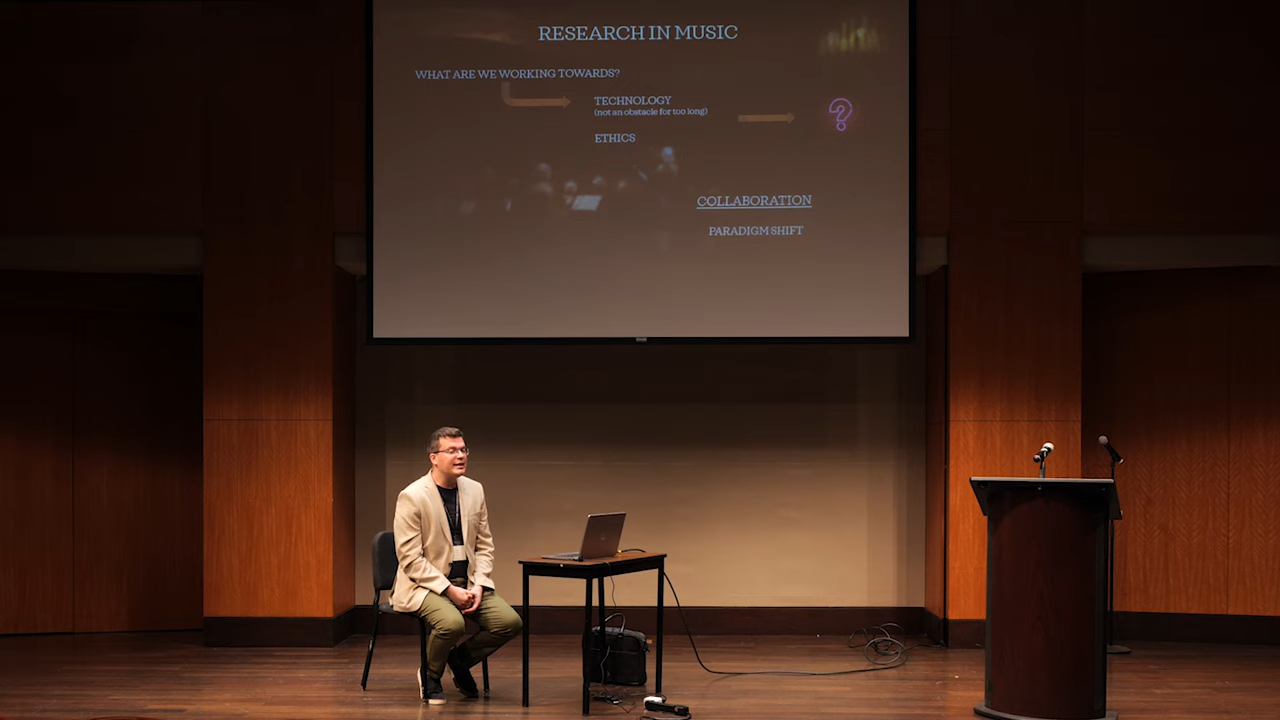 RESEARCH IN MUSIC
WHAT ARE WE WORKING TOWARDS?
TECHNOLOGY
(not an obstacle for too long)
?
ETHICS
COLLABORATION
PARADIGM SHIFT